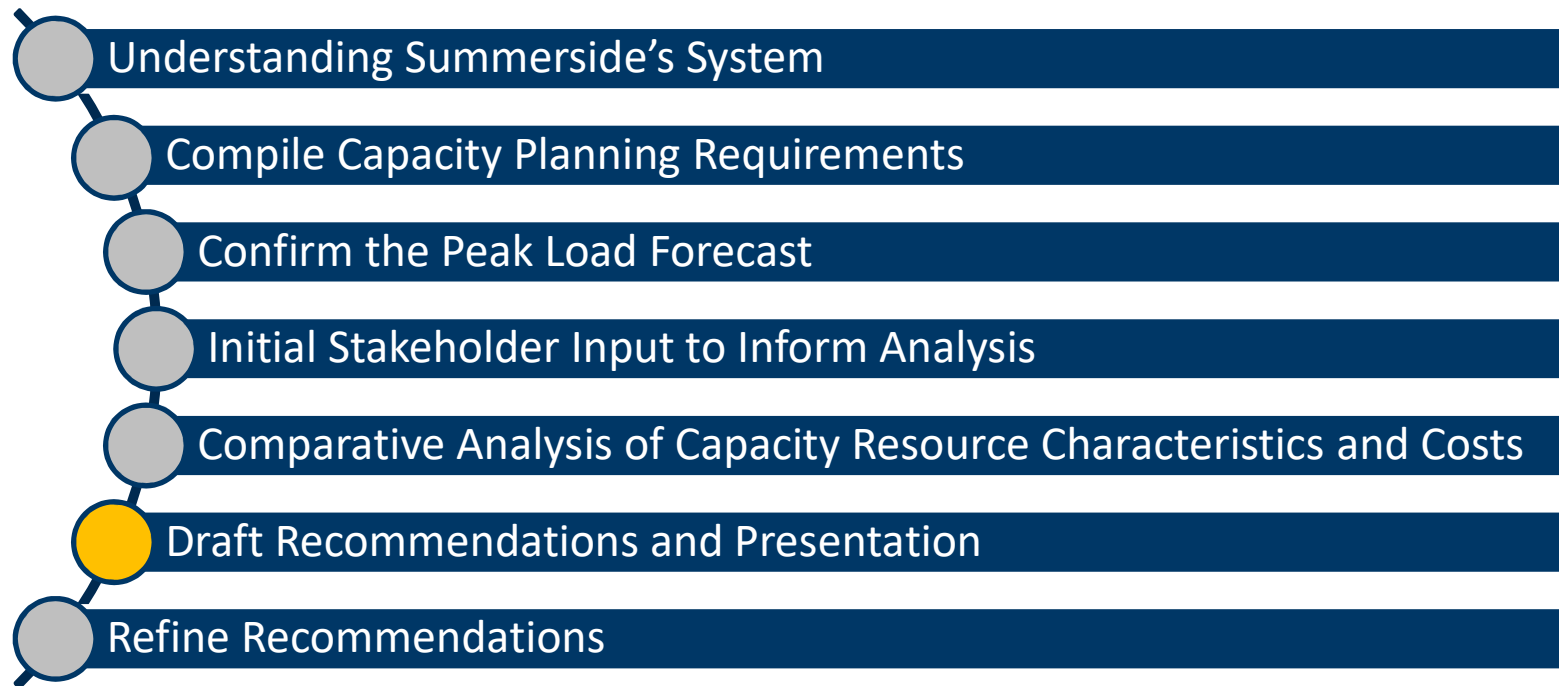 Understanding Summerside’s System
Compile Capacity Planning Requirements
Confirm the Peak Load Forecast
Initial Stakeholder Input to Inform Analysis
Comparative Analysis of Capacity Resource Characteristics and Costs
Draft Recommendations and Presentation
Refine Recommendations